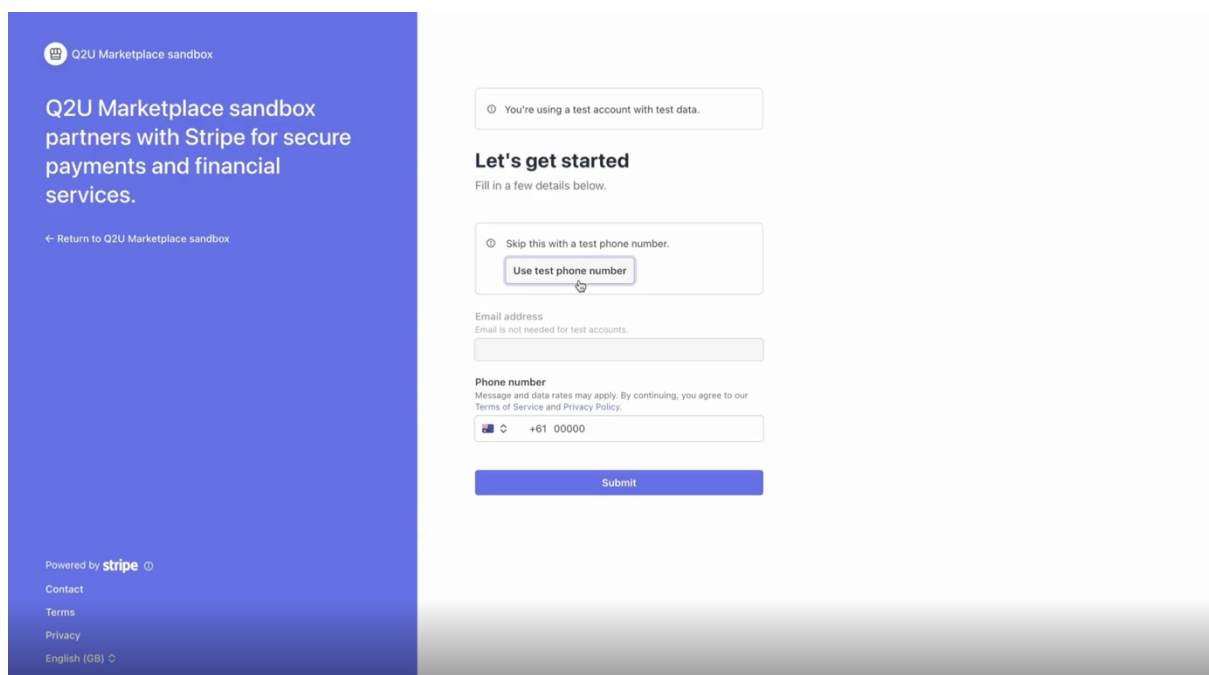 Q2U Marketplace sandbox
Q2U Marketplace sandbox
partners with Stripe for secure
payments and financial
services.
← Return to Q2U Marketplace sandbox
Powered by stripe
Contact
Terms
Privacy
English (GB)
You're using a test account with test data.
Let's get started
Fill in a few details below.
Skip this with a test phone number.
Use test phone number
Email address
Email is not needed for test accounts.
Phone number
Message and data rates may apply. By continuing, you agree to our
Terms of Service and Privacy Policy.
+61 00000
Submit